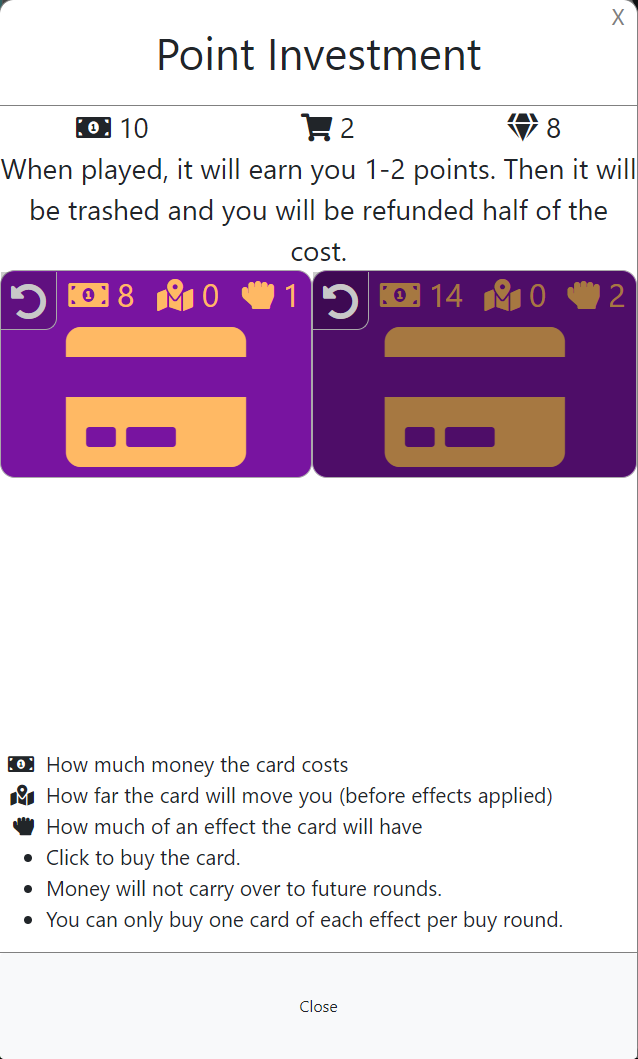 X
Point Investment
10 2 8
When played, it will earn you 1-2 points. Then it will
be trashed and you will be refunded half of the
cost.
8 0 1 14 0 2
How much money the card costs
How far the card will move you (before effects applied)
How much of an effect the card will have
• Click to buy the card.
• Money will not carry over to future rounds.
• You can only buy one card of each effect per buy round.
Close